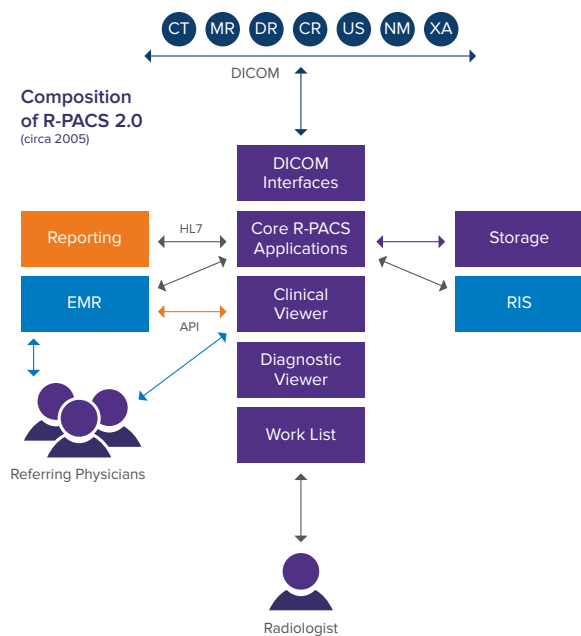 CT MR DR CR US NM XA
DICOM
Composition
of R-PACS 2.0
(circa 2005)
DICOM
Interfaces
Reporting
HL7
Core R-PACS
Applications
Storage
EMR
API
Clinical
Viewer
RIS
Diagnostic
Viewer
Work List
Referring Physicians
Radiologist